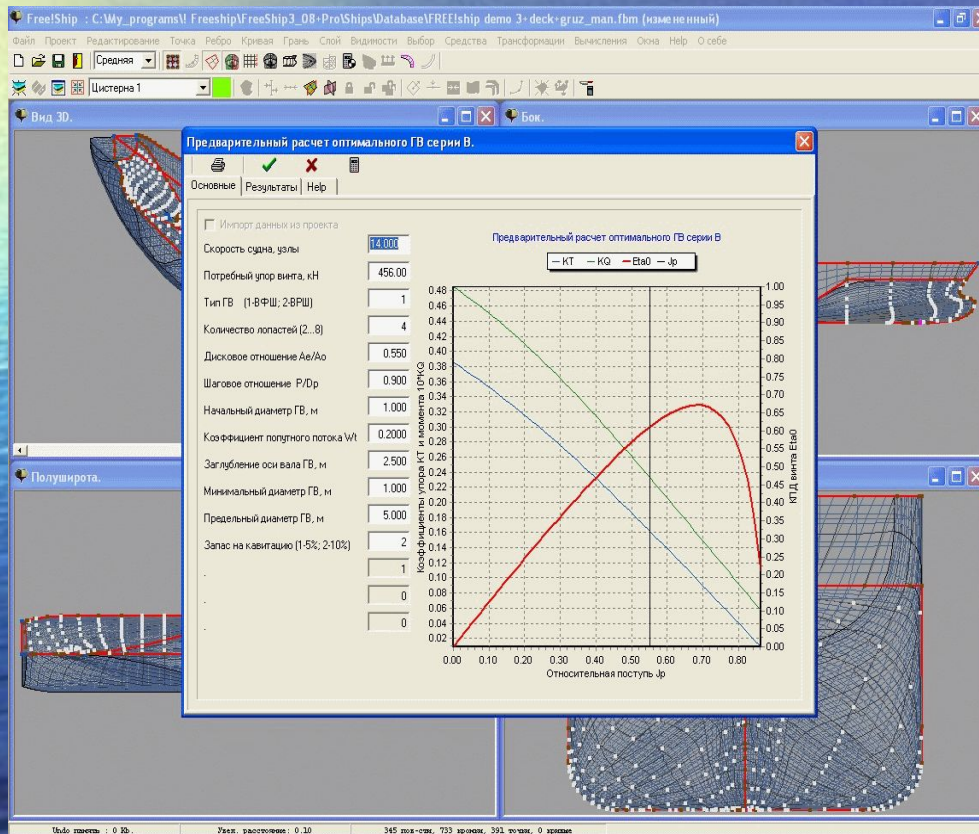 Free!Ship : C:\My_programs\! Freeship\FreeShip3_08+Pro\Ships\Database\FREE!ship demo 3+deck+gruz_man.fbm (измененный)
Файл Проект Редактирование Точка Ребро Кривая Грань Слой Видимости Выбор Средства Трансформации Вычисления Окна Help О себе
Средняя
Цистерна 1
Вид 3D.
Бок.
Предварительный расчет оптимального ГВ серии В.
Основные Результаты Help
Импорт данных из проекта
Скорость судна, узлы 14.000
Потребный упор винта, кН 456.00
Тип ГВ (1-ВФШ; 2-ВРШ) 1
Количество лопастей (2...8) 4
Дисковое отношение Ae/Ao 0.550
Шаговое отношение P/Dp 0.900
Начальный диаметр ГВ, м 1.000
Коэффициент попутного потока Wt 0.2000
Заглубление оси вала ГВ, м 2.500
Минимальный диаметр ГВ, м 1.000
Предельный диаметр ГВ, м 5.000
Запас на кавитацию (1-5%; 2-10%) 2
. 1
. 0
. 0
Предварительный расчет оптимального ГВ серии В
KT KQ Eta0 Jp
Коэффициента упора КТ и момента 10*KQ
0.48
0.44
0.42
0.40
0.38
0.36
0.34
0.32
0.30
0.28
0.26
0.24
0.22
0.20
0.18
0.16
0.14
0.12
0.10
0.08
0.06
0.04
0.02
1.00
0.95
0.90
0.85
0.80
0.75
0.70
0.65
0.60
0.55
0.50
0.45
0.40
0.35
0.30
0.25
0.20
0.15
0.10
0.05
0.00
КПД винта Eta0
0.00 0.10 0.20 0.30 0.40 0.50 0.60 0.70 0.80
Относительная поступь Jp
Полуширота.
Undo память : 0 Kb.
Увел. расстояние: 0.10
345 пов-сти, 733 кромки, 391 точки, 0 кривые